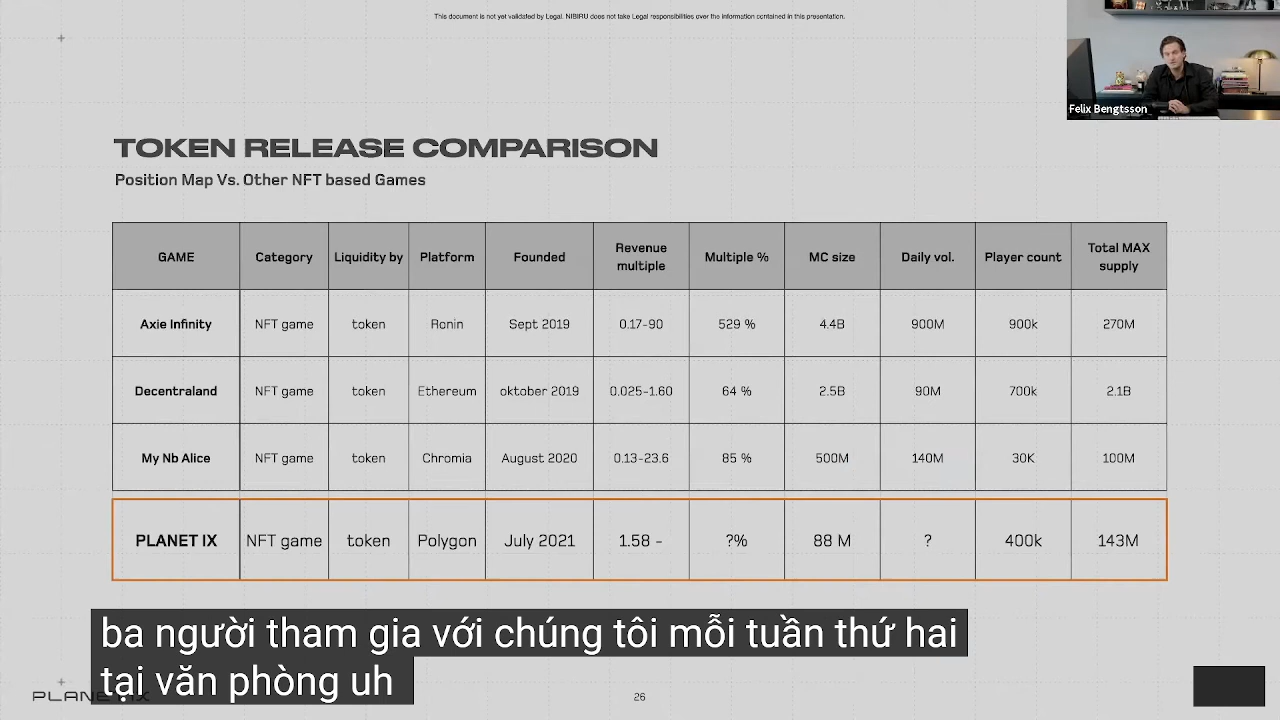 This document is not yet validated by Legal. NIBIRU does not take Legal responsibilities over the information contained in this presentation.
Felix Bengtsson
TOKEN RELEASE COMPARISON
Position Map Vs. Other NFT based Games
GAME Category Liquidity by Platform Founded Revenue multiple Multiple % MC size Daily vol. Player count Total MAX supply
Axie Infinity NFT game token Ronin Sept 2019 0.17-90 529 % 4.4B 900M 900k 270M
Decentraland NFT game token Ethereum oktober 2019 0.025-1.60 64 % 2.5B 90M 700k 2.1B
My Nb Alice NFT game token Chromia August 2020 0.13-23.6 85 % 500M 140M 30K 100M
PLANET IX NFT game token Polygon July 2021 1.58 - ?% 88 M ? 400k 143M
ba người tham gia với chúng tôi mỗi tuần thứ hai
tại văn phòng uh
PLANET IX
26